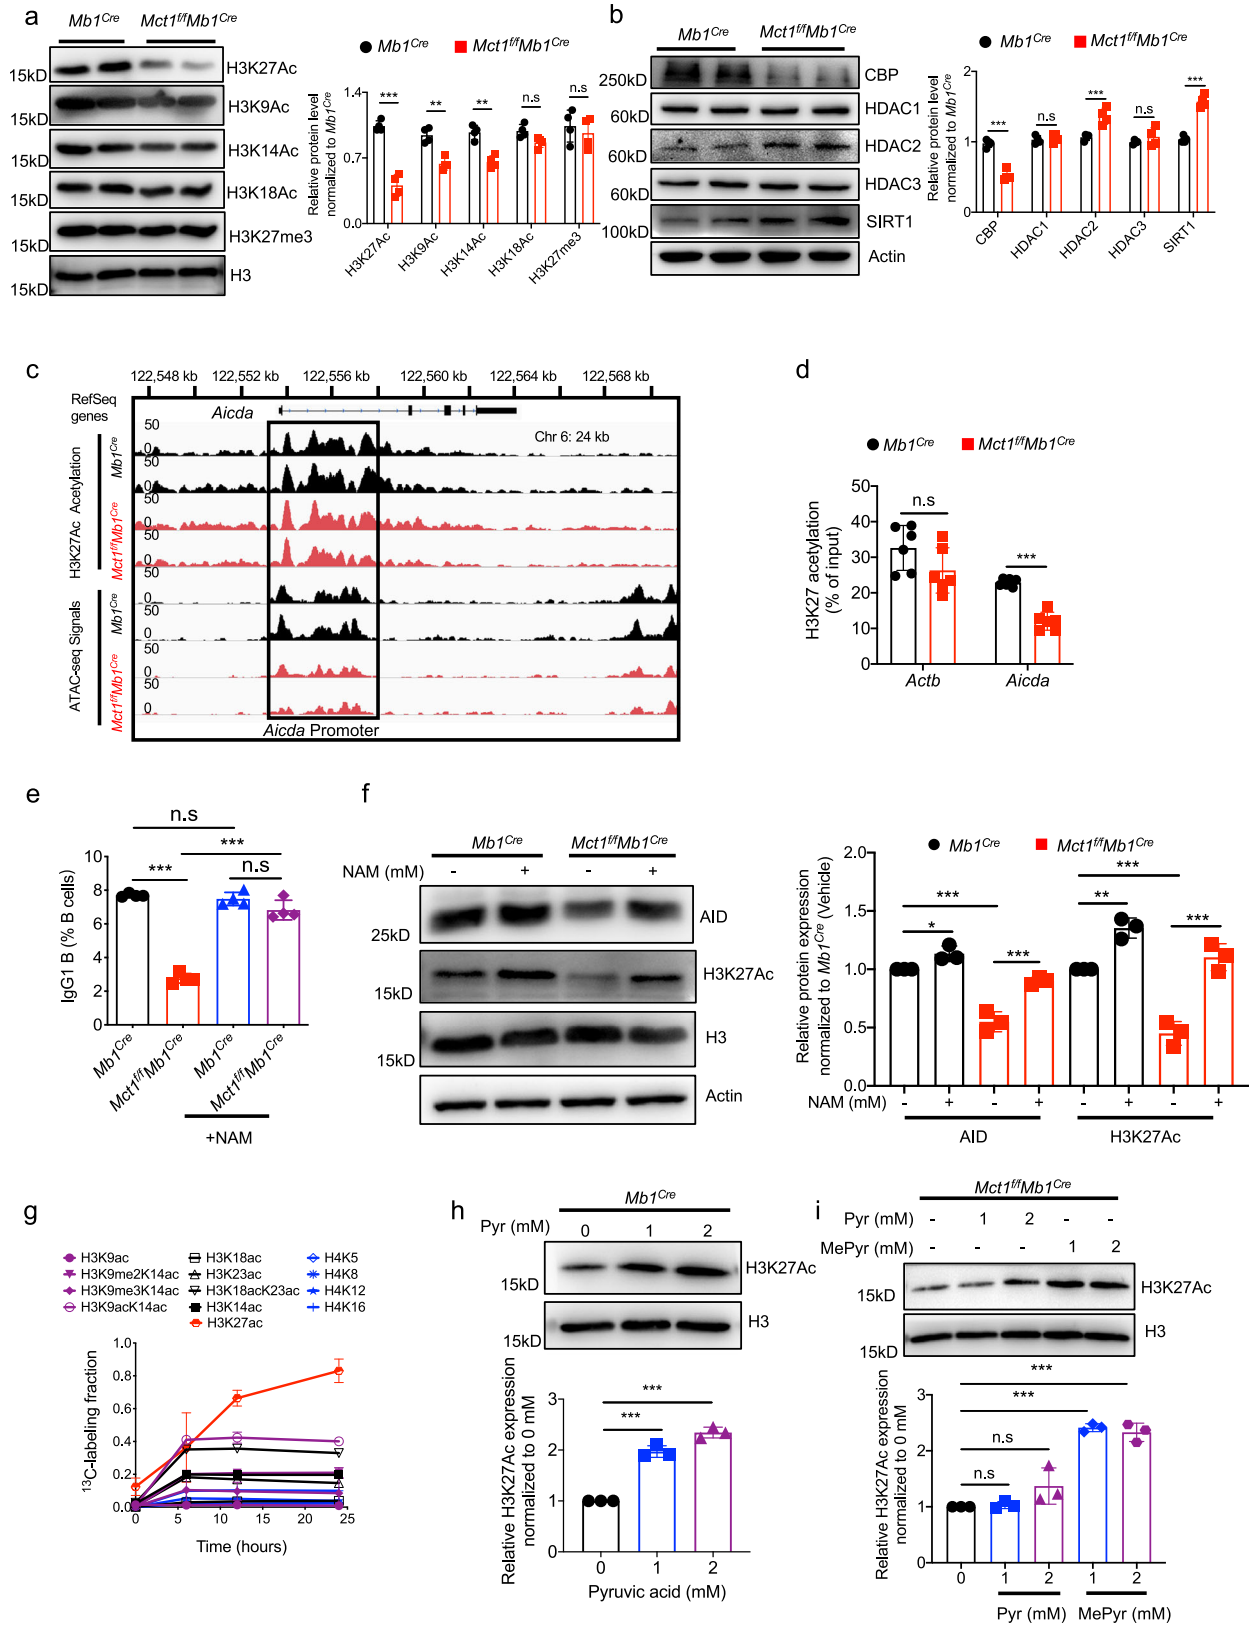 a
Mb1Cre Mct1f/fMb1Cre
15kD H3K27Ac
15kD H3K9Ac
15kD H3K14Ac
15kD H3K18Ac
15kD H3K27me3
15kD H3
Mb1Cre Mct1f/fMb1Cre
Relative protein level
normalized to Mb1Cre
1.4
0.7
0.0
*** ** ** n.s n.s
H3K27Ac H3K9Ac H3K14Ac H3K18Ac H3K27me3
b
Mb1Cre Mct1f/fMb1Cre
250kD CBP
60kD HDAC1
60kD HDAC2
60kD HDAC3
100kD SIRT1
Actin
Mb1Cre Mct1f/fMb1Cre
Relative protein level
normalized to Mb1Cre
2
1
0
*** n.s *** n.s ***
CBP HDAC1 HDAC2 HDAC3 SIRT1
c
122,548 kb 122,552 kb 122,556 kb 122,560 kb 122,564 kb 122,568 kb
RefSeq
genes
Aicda
Chr 6: 24 kb
H3K27Ac Acetylation
Mb1Cre
Mct1f/fMb1Cre
ATAC-seq Signals
Mb1Cre
Mct1f/fMb1Cre
50
0
50
0
50
0
50
0
50
0
50
0
50
0
50
0
Aicda Promoter
d
Mb1Cre Mct1f/fMb1Cre
H3K27 acetylation
(% of input)
50
40
30
20
10
0
n.s ***
Actb Aicda
e
n.s
***
*** n.s
IgG1 B (% B cells)
10
8
6
4
2
0
Mb1Cre Mct1f/fMb1Cre Mb1Cre Mct1f/fMb1Cre
+NAM
f
Mb1Cre Mct1f/fMb1Cre
NAM (mM) - + - +
25kD AID
15kD H3K27Ac
15kD H3
Actin
Mb1Cre Mct1f/fMb1Cre
Relative protein expression
normalized to Mb1Cre (Vehicle)
2.0
1.5
1.0
0.5
0.0
*** * *** *** ** ***
NAM (mM) - + - + - + - +
AID H3K27Ac
g
H3K9ac H3K18ac H4K5
H3K9me2K14ac H3K23ac H4K8
H3K9me3K14ac H3K18acK23ac H4K12
H3K9acK14ac H3K14ac H4K16
H3K27ac
13C-labeling fraction
1.0
0.8
0.6
0.4
0.2
0.0
0 5 10 15 20 25
Time (hours)
h
Mb1Cre
Pyr (mM) 0 1 2
15kD H3K27Ac
15kD H3
Relative H3K27Ac expression
normalized to 0 mM
3
2
1
0
***
***
0 1 2
Pyruvic acid (mM)
i
Mct1f/fMb1Cre
Pyr (mM) - 1 2 - -
MePyr (mM) - - - 1 2
15kD H3K27Ac
15kD H3
Relative H3K27Ac expression
normalized to 0 mM
3
2
1
0
***
***
n.s
n.s
0 1 2 1 2
Pyr (mM) MePyr (mM)